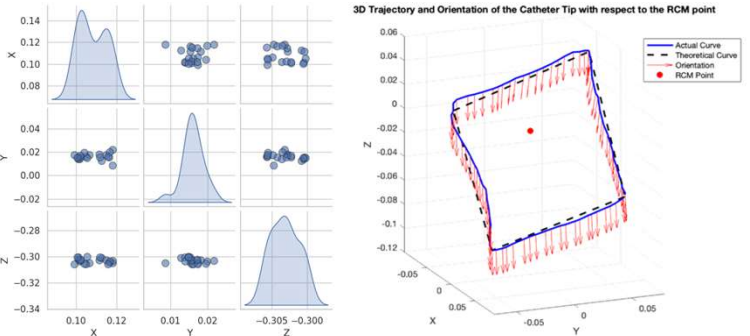 3D Trajectory and Orientation of the Catheter Tip with respect to the RCM point
0.14
0.12
0.10
0.08
X
0.04
0.02
0.00
-0.02
Y
−0.28
−0.30
−0.32
−0.34
Z
0.10 0.12
X
0.01 0.02
Y
−0.305 −0.300
Z
0.06
0.04
0.02
0
-0.02
-0.04
-0.06
-0.08
-0.1
-0.12
Z
-0.05
0
0.05
X
-0.05
0
0.05
Y
Actual Curve
Theoretical Curve
Orientation
RCM Point